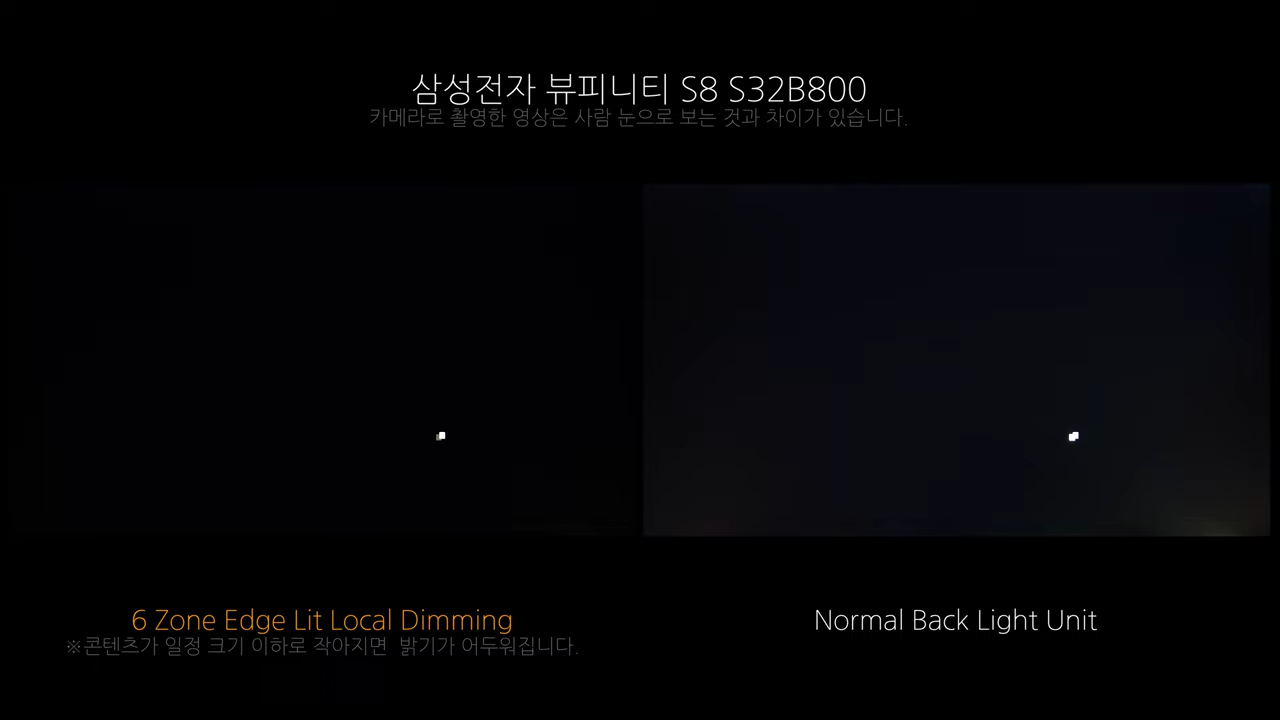 삼성전자 뷰피니티 S8 S32B800
카메라로 촬영한 영상은 사람 눈으로 보는 것과 차이가 있습니다.
6 Zone Edge Lit Local Dimming
※콘텐츠가 일정 크기 이하로 작아지면 밝기가 어두워집니다.
Normal Back Light Unit